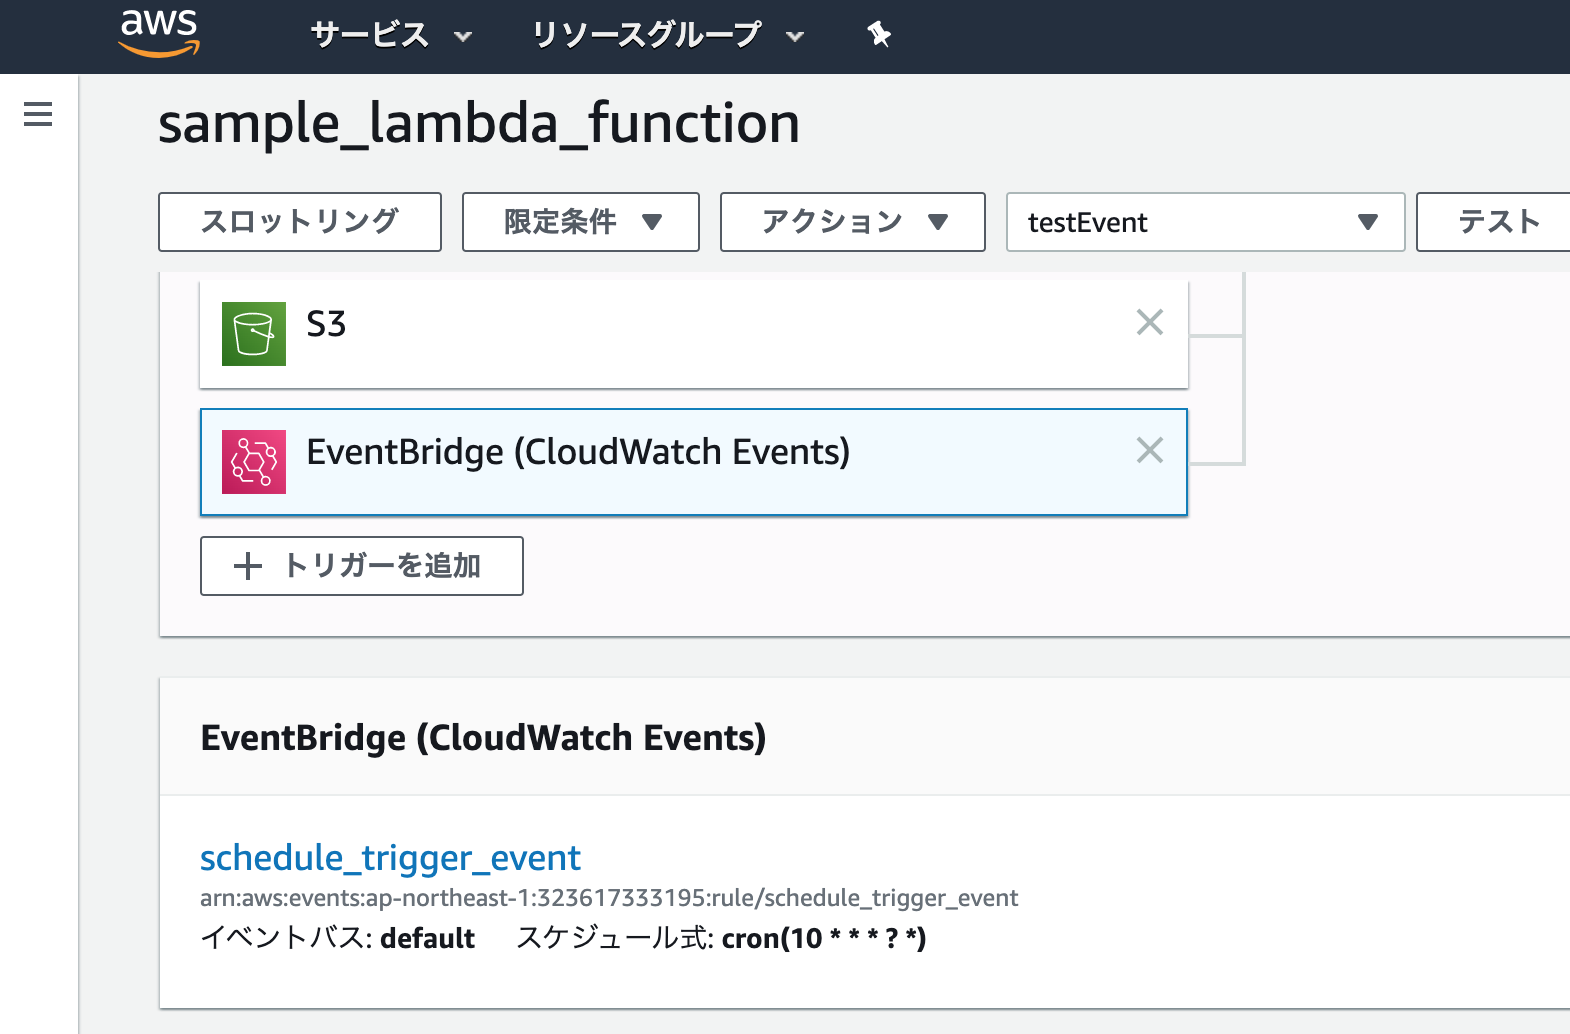 aws サービス リソースグループ
sample_lambda_function
スロットリング 限定条件 アクション testEvent テスト
S3
EventBridge (CloudWatch Events)
トリガーを追加
EventBridge (CloudWatch Events)
schedule_trigger_event
arn:aws:events:ap-northeast-1:323617333195:rule/schedule_trigger_event
イベントバス: default スケジュール式: cron(10 * * * ? *)